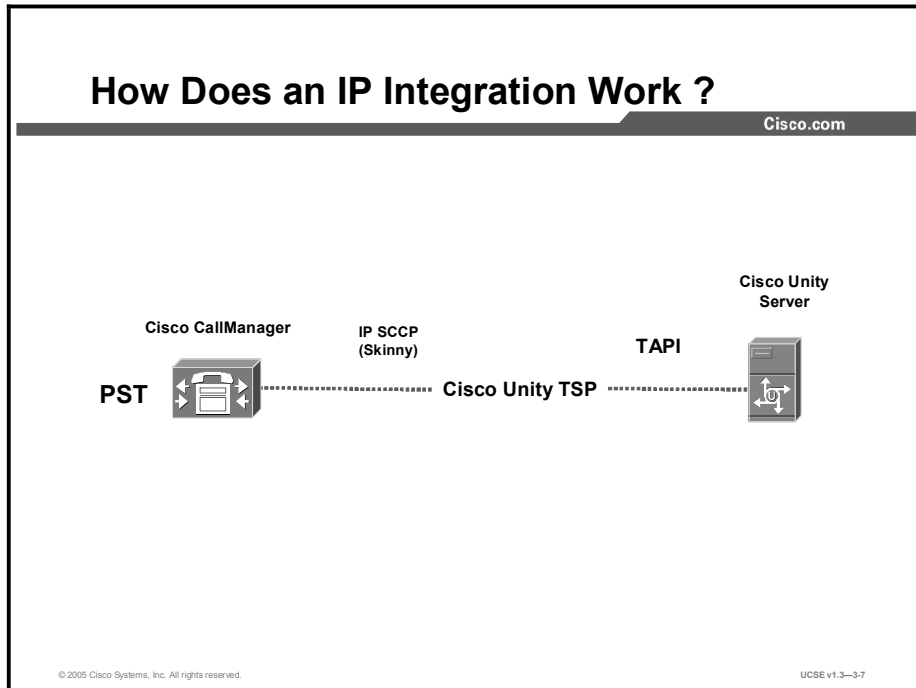 How Does an IP Integration Work ?
Cisco.com
Cisco Unity
Server
Cisco CallManager
IP SCCP
(Skinny)
TAPI
PST
Cisco Unity TSP
U
© 2005 Cisco Systems, Inc. All rights reserved.
UCSE v1.3—3-7